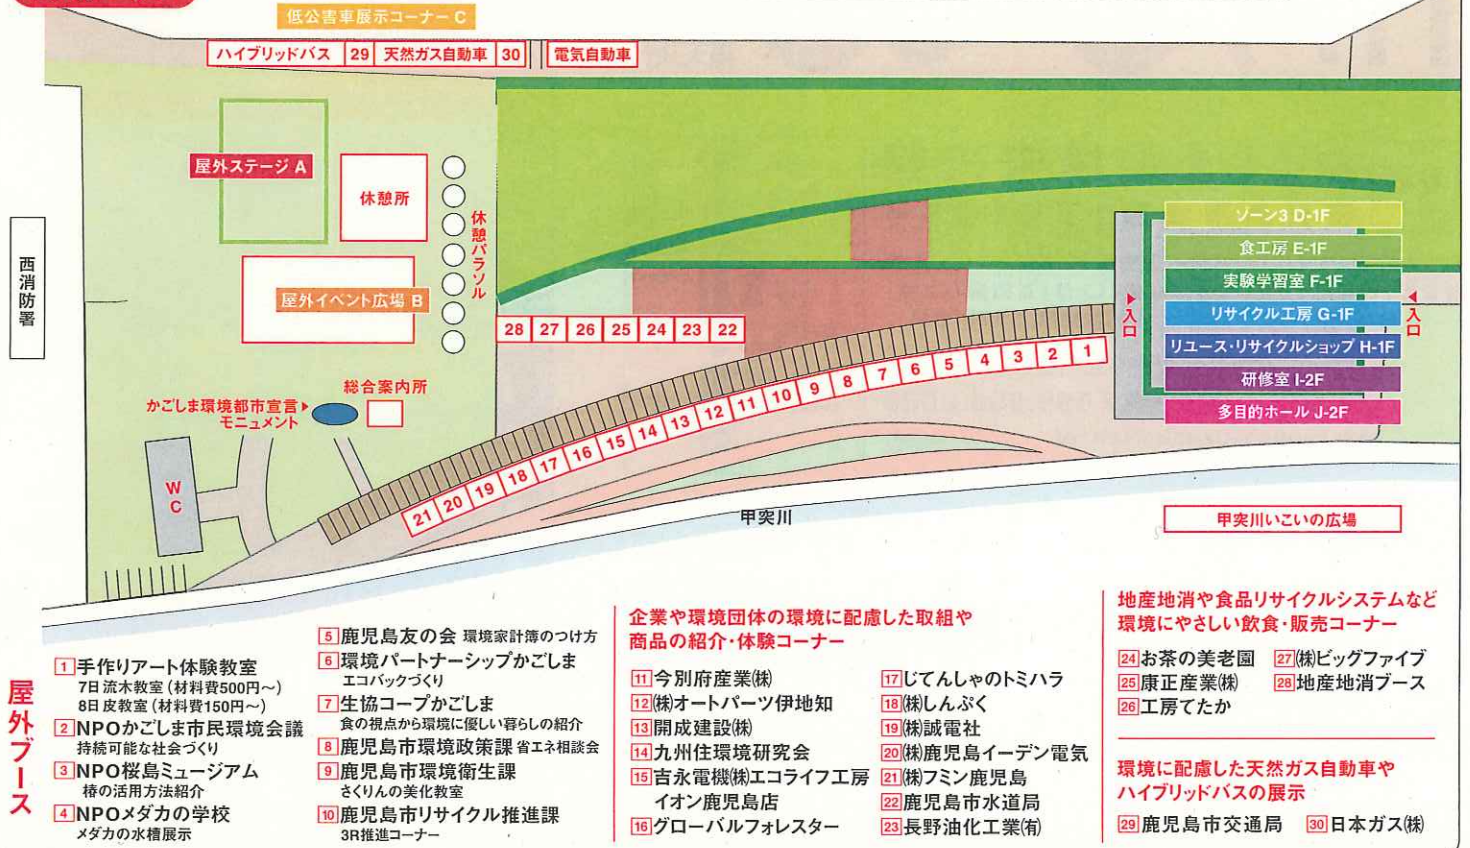 低公害車展示コーナー C
ハイブリッドバス 29 天然ガス自動車 30 電気自動車
屋外ステージ A
休憩所
休憩パラソル
屋外イベント広場 B
西消防署
28 27 26 25 24 23 22
総合案内所
かごしま環境都市宣言▶
モニュメント
WC
21 20 19 18 17 16 15 14 13 12 11 10 9 8 7 6 5 4 3 2 1
▶入口
ゾーン3 D-1F
食工房 E-1F
実験学習室 F-1F
リサイクル工房 G-1F
リユース・リサイクルショップ H-1F
研修室 I-2F
多目的ホール J-2F
◀入口
甲突川
甲突川いこいの広場
屋外ブース
1 手作りアート体験教室
7日 流木教室（材料費500円〜）
8日 皮教室（材料費150円〜）
2 NPOかごしま市民環境会議
持続可能な社会づくり
3 NPO桜島ミュージアム
椿の活用方法紹介
4 NPOメダカの学校
メダカの水槽展示
5 鹿児島友の会 環境家計簿のつけ方
6 環境パートナーシップかごしま
エコバックづくり
7 生協コープかごしま
食の視点から環境に優しい暮らしの紹介
8 鹿児島市環境政策課 省エネ相談会
9 鹿児島市環境衛生課
さくりんの美化教室
10 鹿児島市リサイクル推進課
3R推進コーナー
企業や環境団体の環境に配慮した取組や
商品の紹介・体験コーナー
11 今別府産業㈱
12 ㈱オートパーツ伊地知
13 開成建設㈱
14 九州住環境研究会
15 吉永電機㈱エコライフ工房
イオン鹿児島店
16 グローバルフォレスター
17 じてんしゃのトミハラ
18 ㈱しんぷく
19 ㈱誠電社
20 ㈱鹿児島イーデン電気
21 ㈱フミン鹿児島
22 鹿児島市水道局
23 長野油化工業㈲
地産地消や食品リサイクルシステムなど
環境にやさしい飲食・販売コーナー
24 お茶の美老園
25 康正産業㈱
26 工房てたか
27 ㈱ビッグファイブ
28 地産地消ブース
環境に配慮した天然ガス自動車や
ハイブリッドバスの展示
29 鹿児島市交通局 30 日本ガス㈱